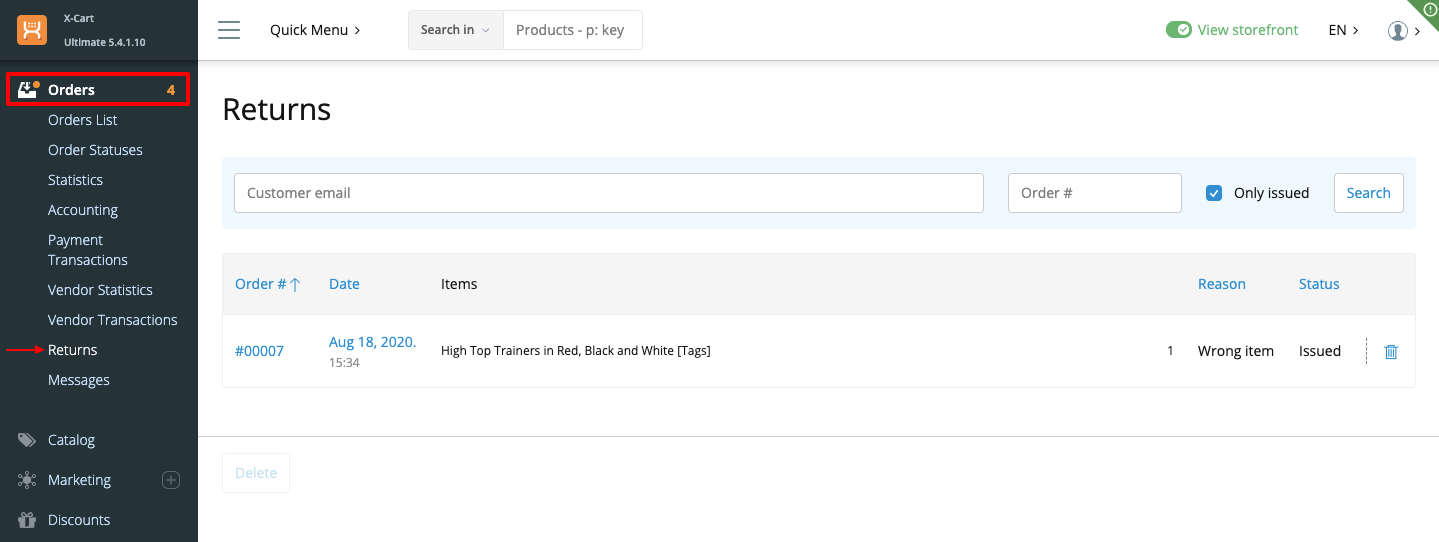 X-Cart
Ultimate 5.4.1.10
Quick Menu
Search in
Products - p: key
View storefront
EN
Orders 4
Orders List
Order Statuses
Statistics
Accounting
Payment
Transactions
Vendor Statistics
Vendor Transactions
Returns
Messages
Catalog
Marketing
Discounts
Returns
Customer email
Order #
Only issued
Search
Order # Date Items Reason Status
#00007 Aug 18, 2020. High Top Trainers in Red, Black and White [Tags] 1 Wrong item Issued
15:34
Delete